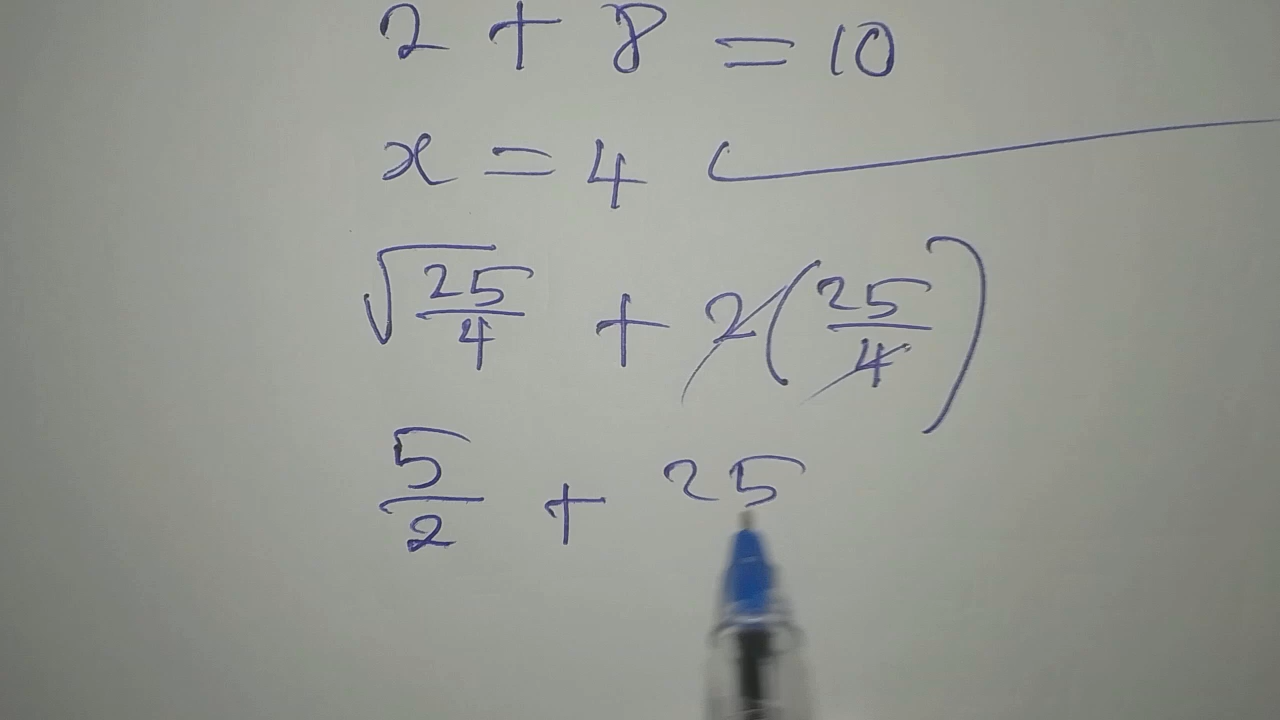 2 + 8 = 10
x = 4 ✓
√25/4 + 2(25/4)
5/2 + 25